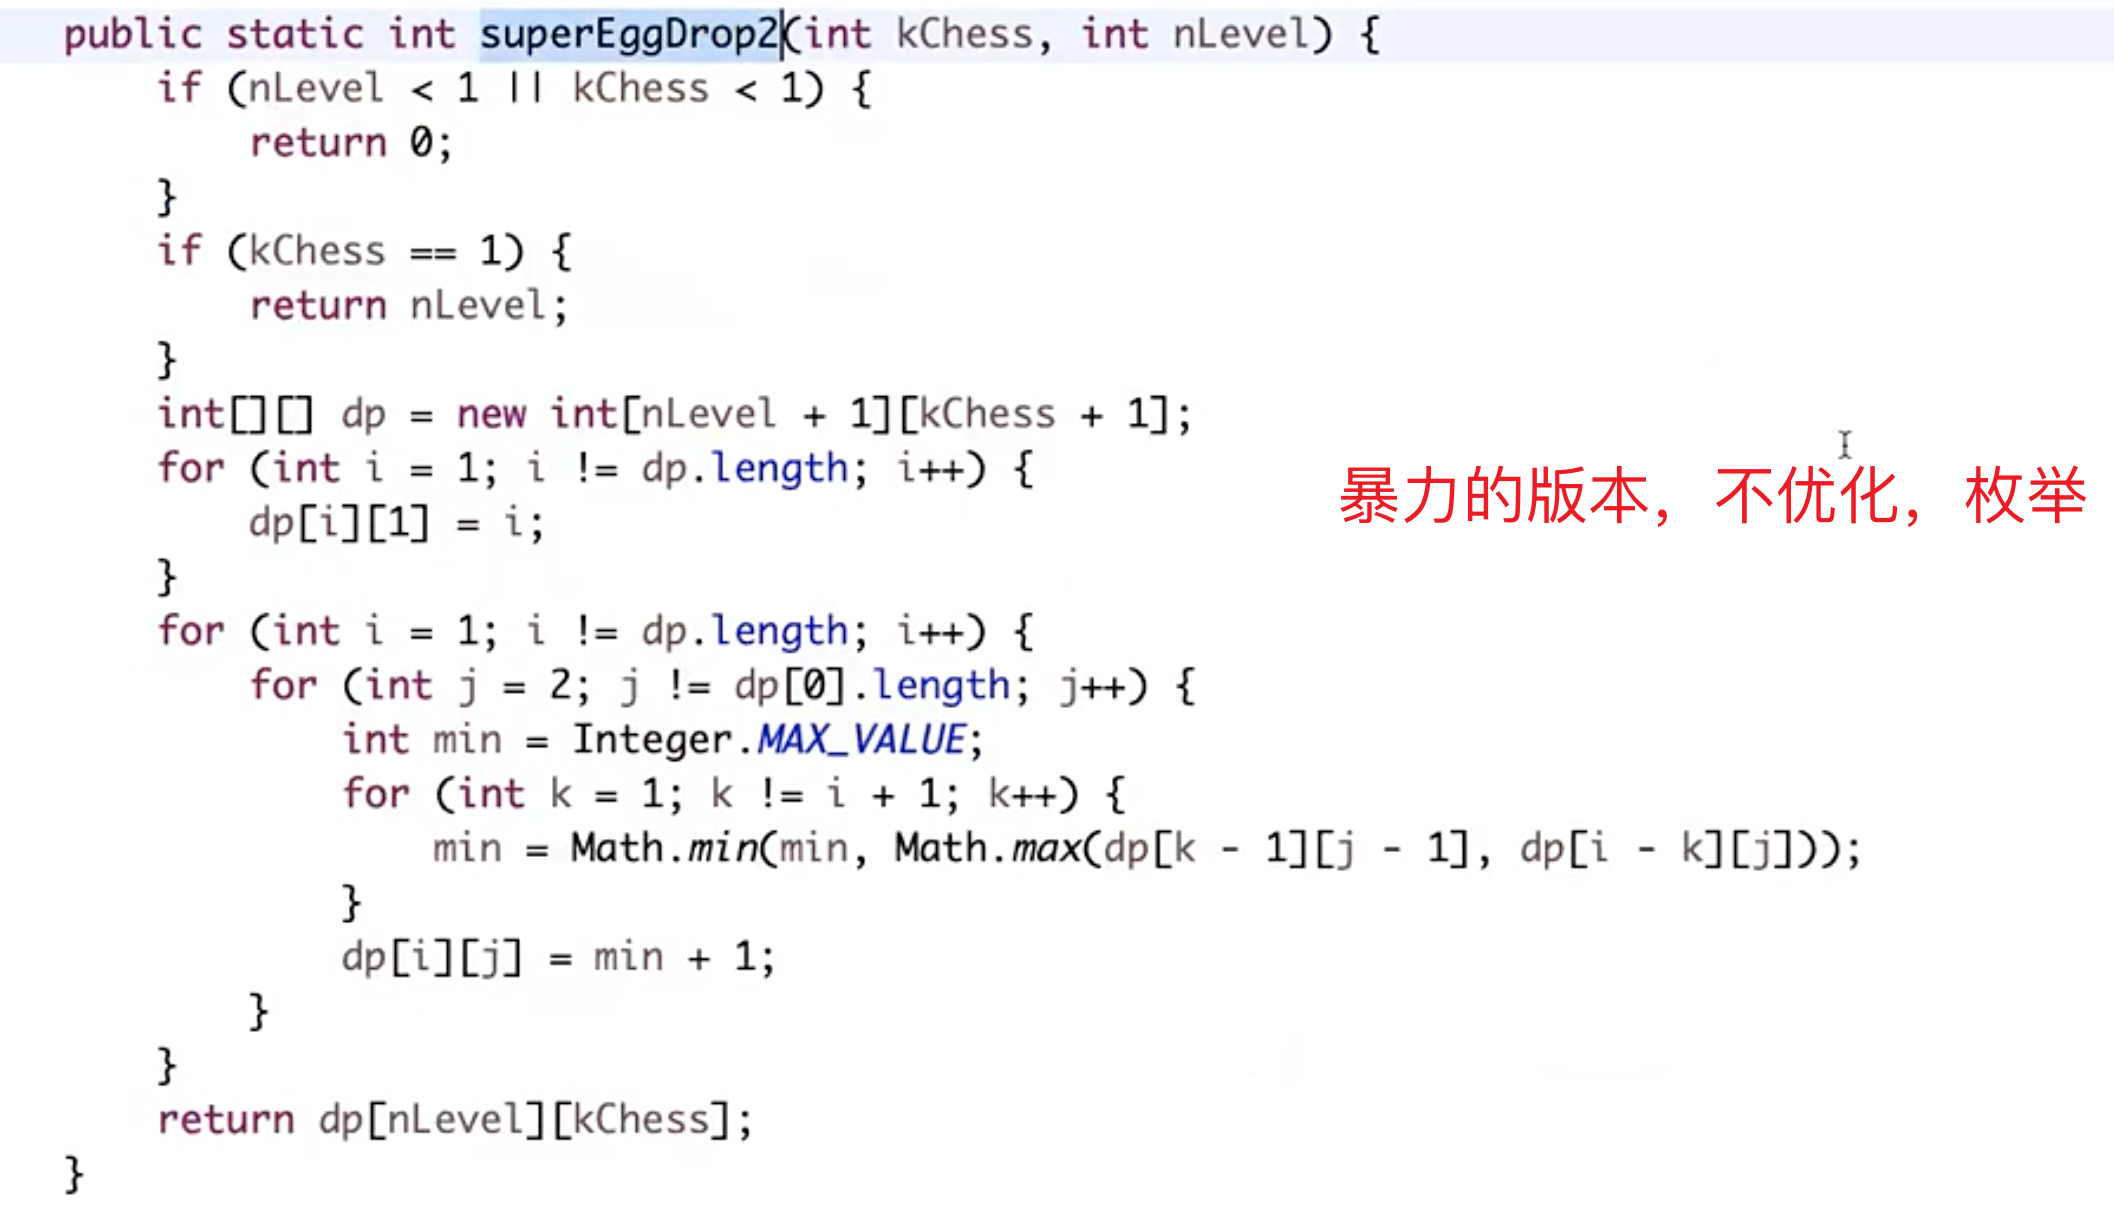 public static int superEggDrop2(int kChess, int nLevel) {
if (nLevel < 1 || kChess < 1) {
return 0;
}
if (kChess == 1) {
return nLevel;
}
int[][] dp = new int[nLevel + 1][kChess + 1];
for (int i = 1; i != dp.length; i++) {
暴力的版本，不优化，枚举
dp[i][1] = i;
}
for (int i = 1; i != dp.length; i++) {
for (int j = 2; j != dp[0].length; j++) {
int min = Integer.MAX_VALUE;
for (int k = 1; k != i + 1; k++) {
min = Math.min(min, Math.max(dp[k - 1][j - 1], dp[i - k][j]));
}
dp[i][j] = min + 1;
}
}
return dp[nLevel][kChess];
}